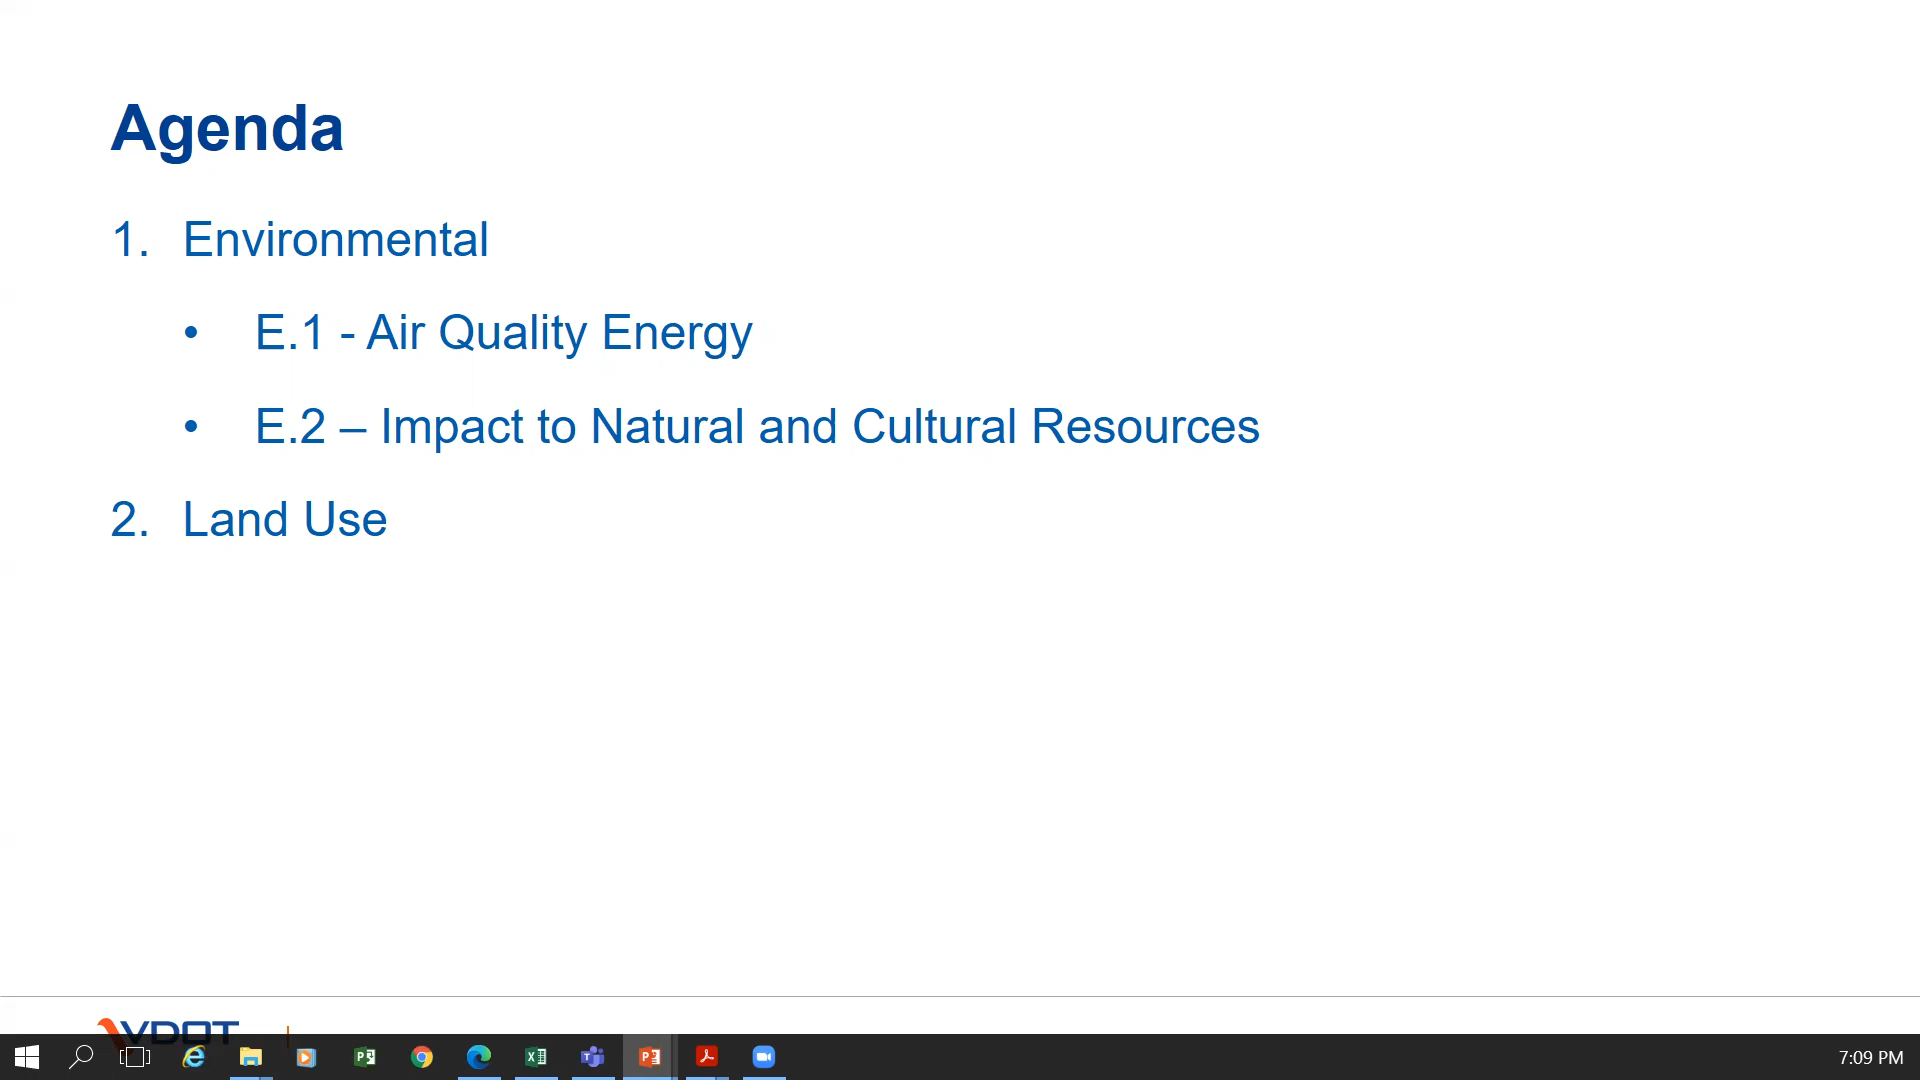 Agenda
1. Environmental
• E.1 - Air Quality Energy
• E.2 – Impact to Natural and Cultural Resources
2. Land Use
VDOT
7:09 PM